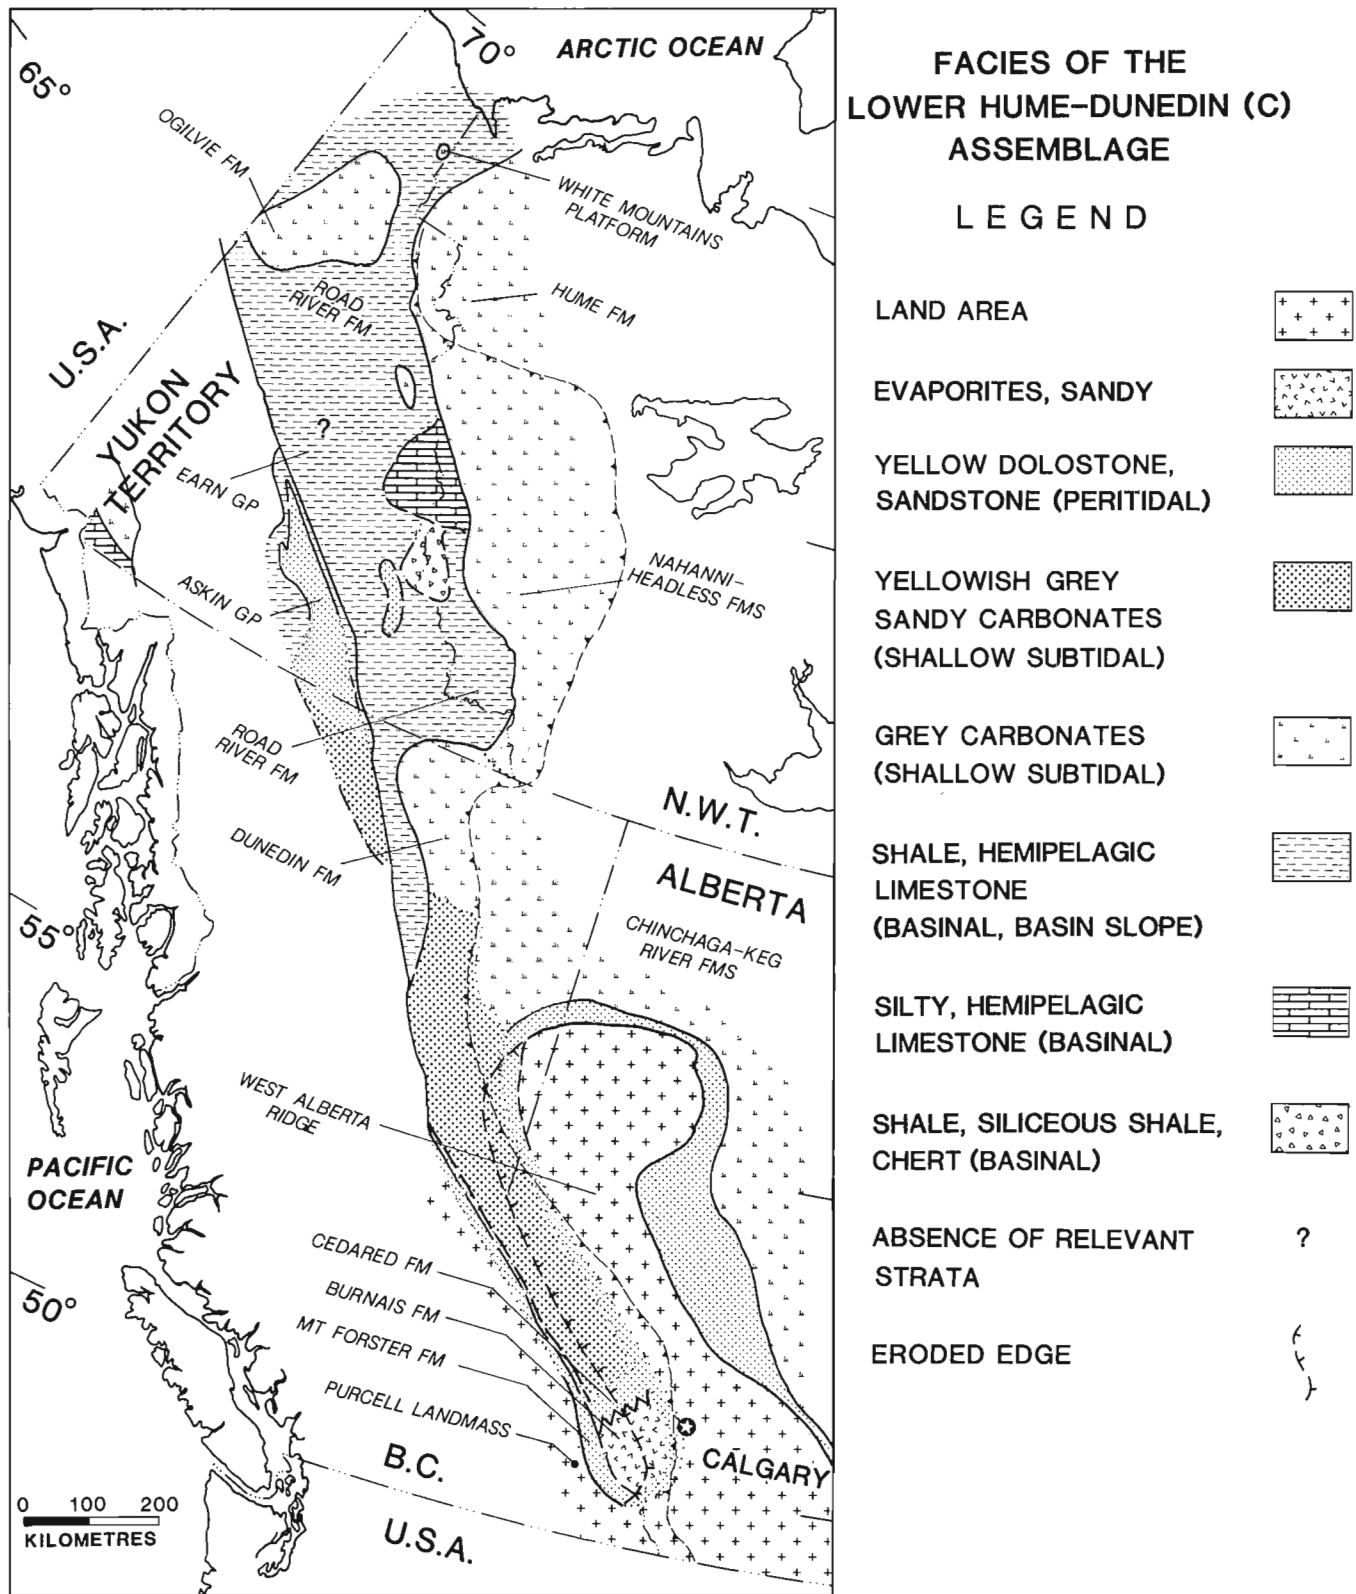 65°
70°
ARCTIC OCEAN
OGILVIE FM
WHITE MOUNTAINS
PLATFORM
ROAD
RIVER FM
HUME FM
U.S.A.
YUKON
TERRITORY
?
EARN GP
ASKIN GP
NAHANNI-
HEADLESS FMS
ROAD
RIVER FM
DUNEDIN FM
N.W.T.
ALBERTA
CHINCHAGA-KEG
RIVER FMS
55°
WEST ALBERTA
RIDGE
PACIFIC
OCEAN
CEDARED FM
BURNAIS FM
MT FORSTER FM
PURCELL LANDMASS
50°
B.C.
CALGARY
U.S.A.
0 100 200
KILOMETRES
FACIES OF THE
LOWER HUME-DUNEDIN (C)
ASSEMBLAGE
LEGEND
LAND AREA
EVAPORITES, SANDY
YELLOW DOLOSTONE,
SANDSTONE (PERITIDAL)
YELLOWISH GREY
SANDY CARBONATES
(SHALLOW SUBTIDAL)
GREY CARBONATES
(SHALLOW SUBTIDAL)
SHALE, HEMIPELAGIC
LIMESTONE
(BASINAL, BASIN SLOPE)
SILTY, HEMIPELAGIC
LIMESTONE (BASINAL)
SHALE, SILICEOUS SHALE,
CHERT (BASINAL)
ABSENCE OF RELEVANT ?
STRATA
ERODED EDGE